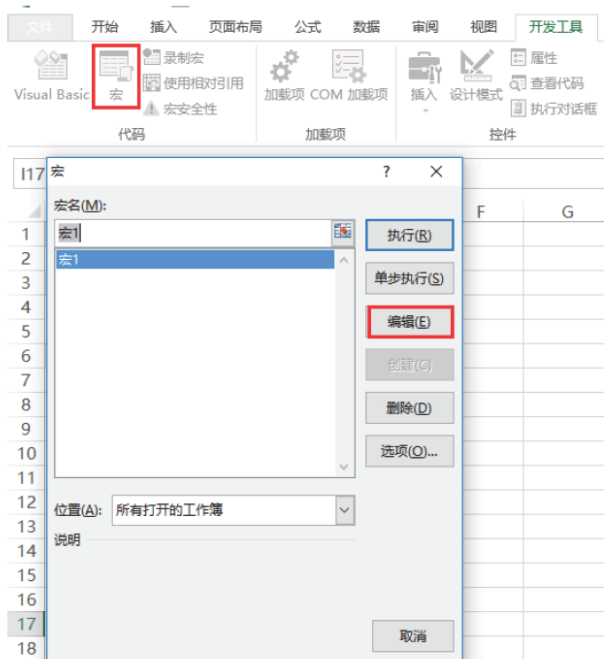 文件 开始 插入 页面布局 公式 数据 审阅 视图 开发工具
Visual Basic 宏 录制宏 使用相对引用 宏安全性 加载项 COM 加载项 插入 设计模式 属性 查看代码 执行对话框
代码 加载项 控件
I17
宏 ? ×
宏名(M):
宏1 执行(R)
宏1
单步执行(S)
编辑(E)
创建(C)
删除(D)
选项(O)...
位置(A): 所有打开的工作簿
说明
取消
F G
1
2
3
4
5
6
7
8
9
10
11
12
13
14
15
16
17
18